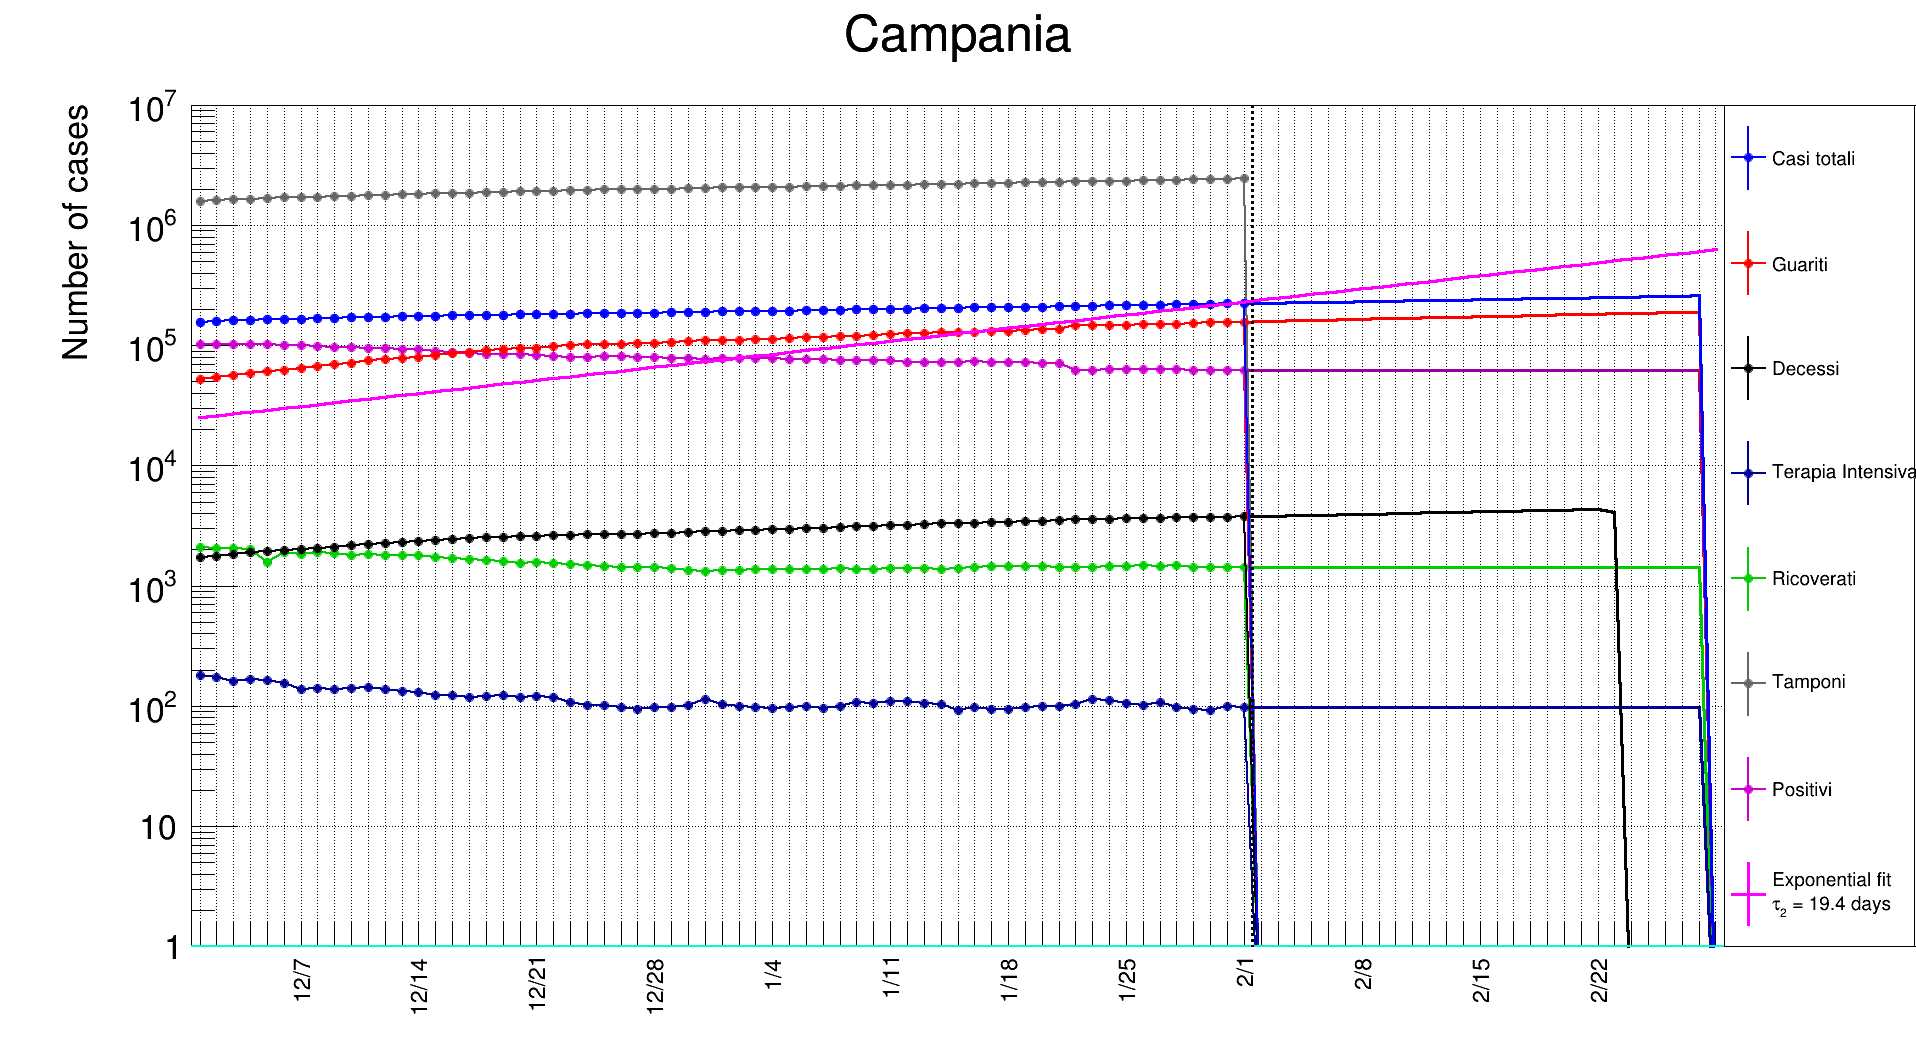 Campania
Number of cases
10^7
10^6
10^5
10^4
10^3
10^2
10
1
12/7
12/14
12/21
12/28
1/4
1/11
1/18
1/25
2/1
2/8
2/15
2/22
Casi totali
Guariti
Decessi
Terapia Intensiva
Ricoverati
Tamponi
Positivi
Exponential fit
τ₂ = 19.4 days